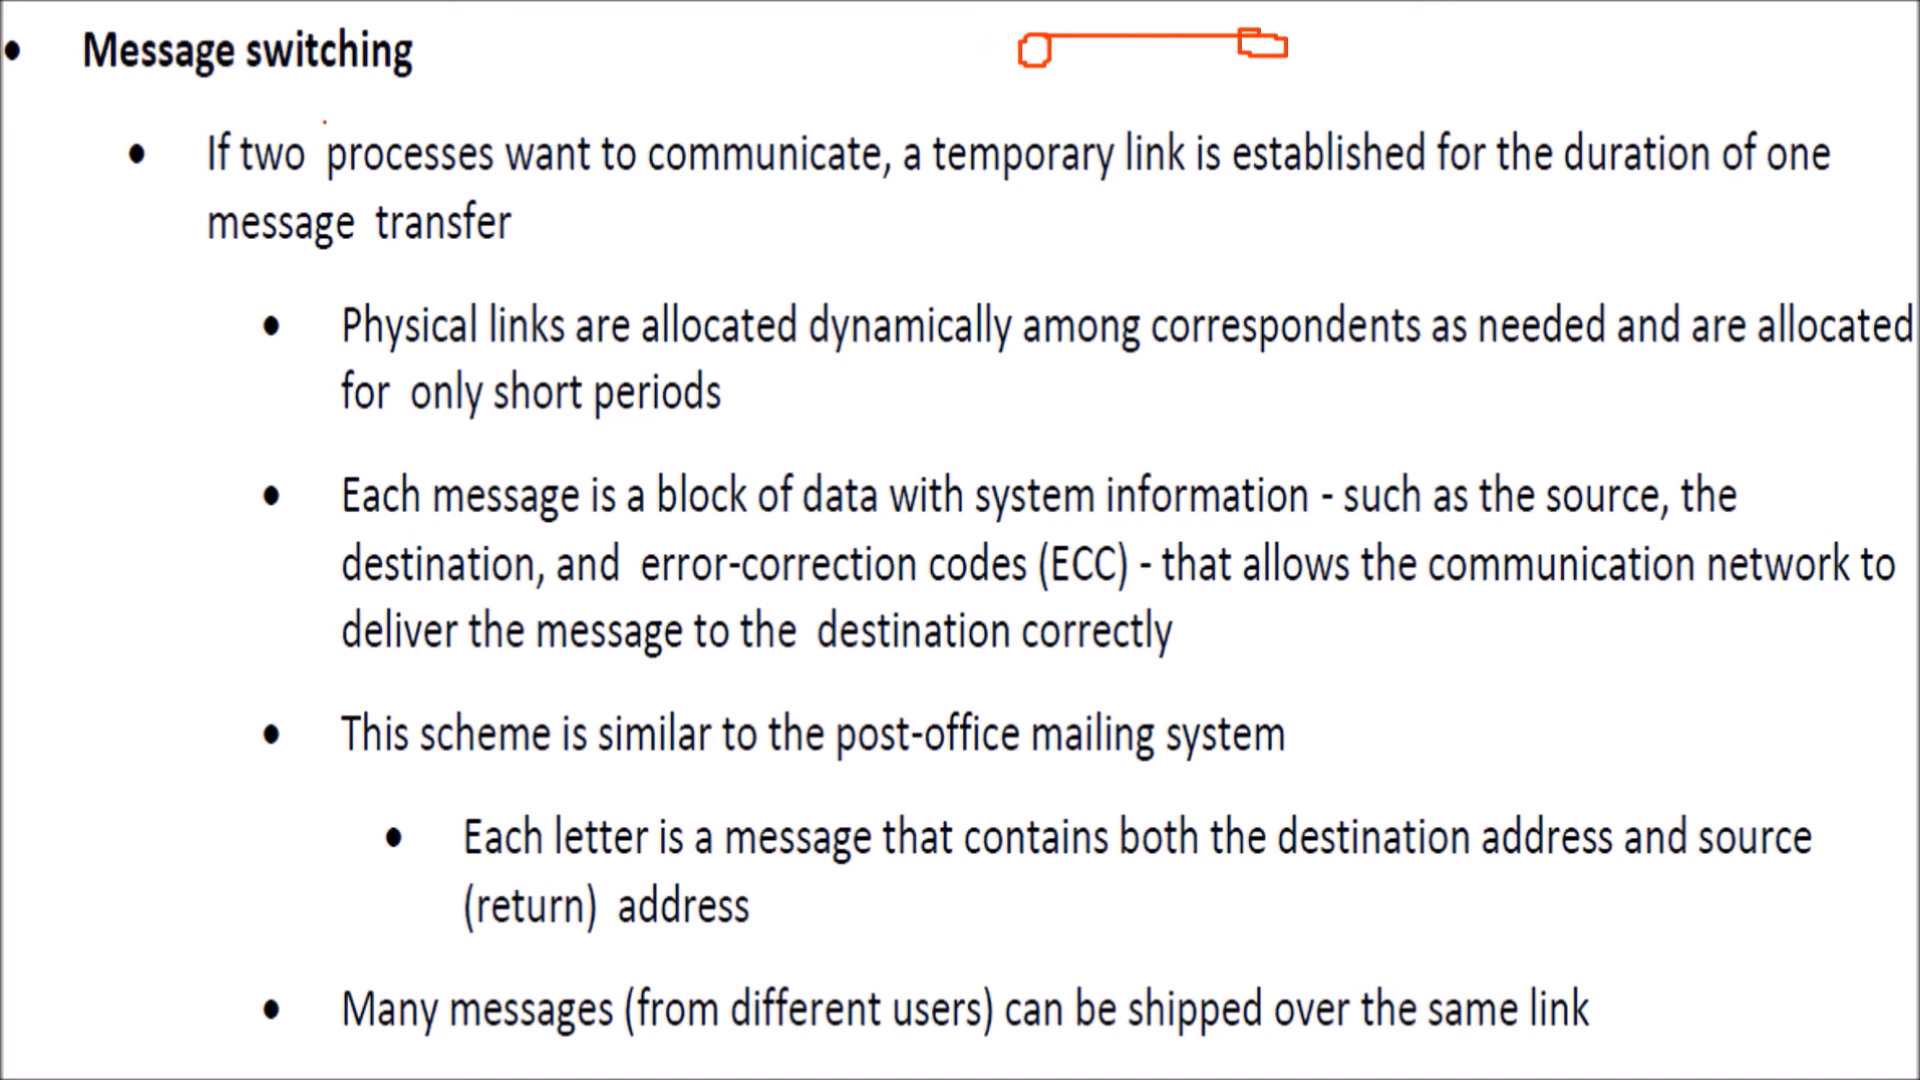 • Message switching
• If two processes want to communicate, a temporary link is established for the duration of one
message transfer
• Physical links are allocated dynamically among correspondents as needed and are allocated
for only short periods
• Each message is a block of data with system information - such as the source, the
destination, and error-correction codes (ECC) - that allows the communication network to
deliver the message to the destination correctly
• This scheme is similar to the post-office mailing system
• Each letter is a message that contains both the destination address and source
(return) address
• Many messages (from different users) can be shipped over the same link